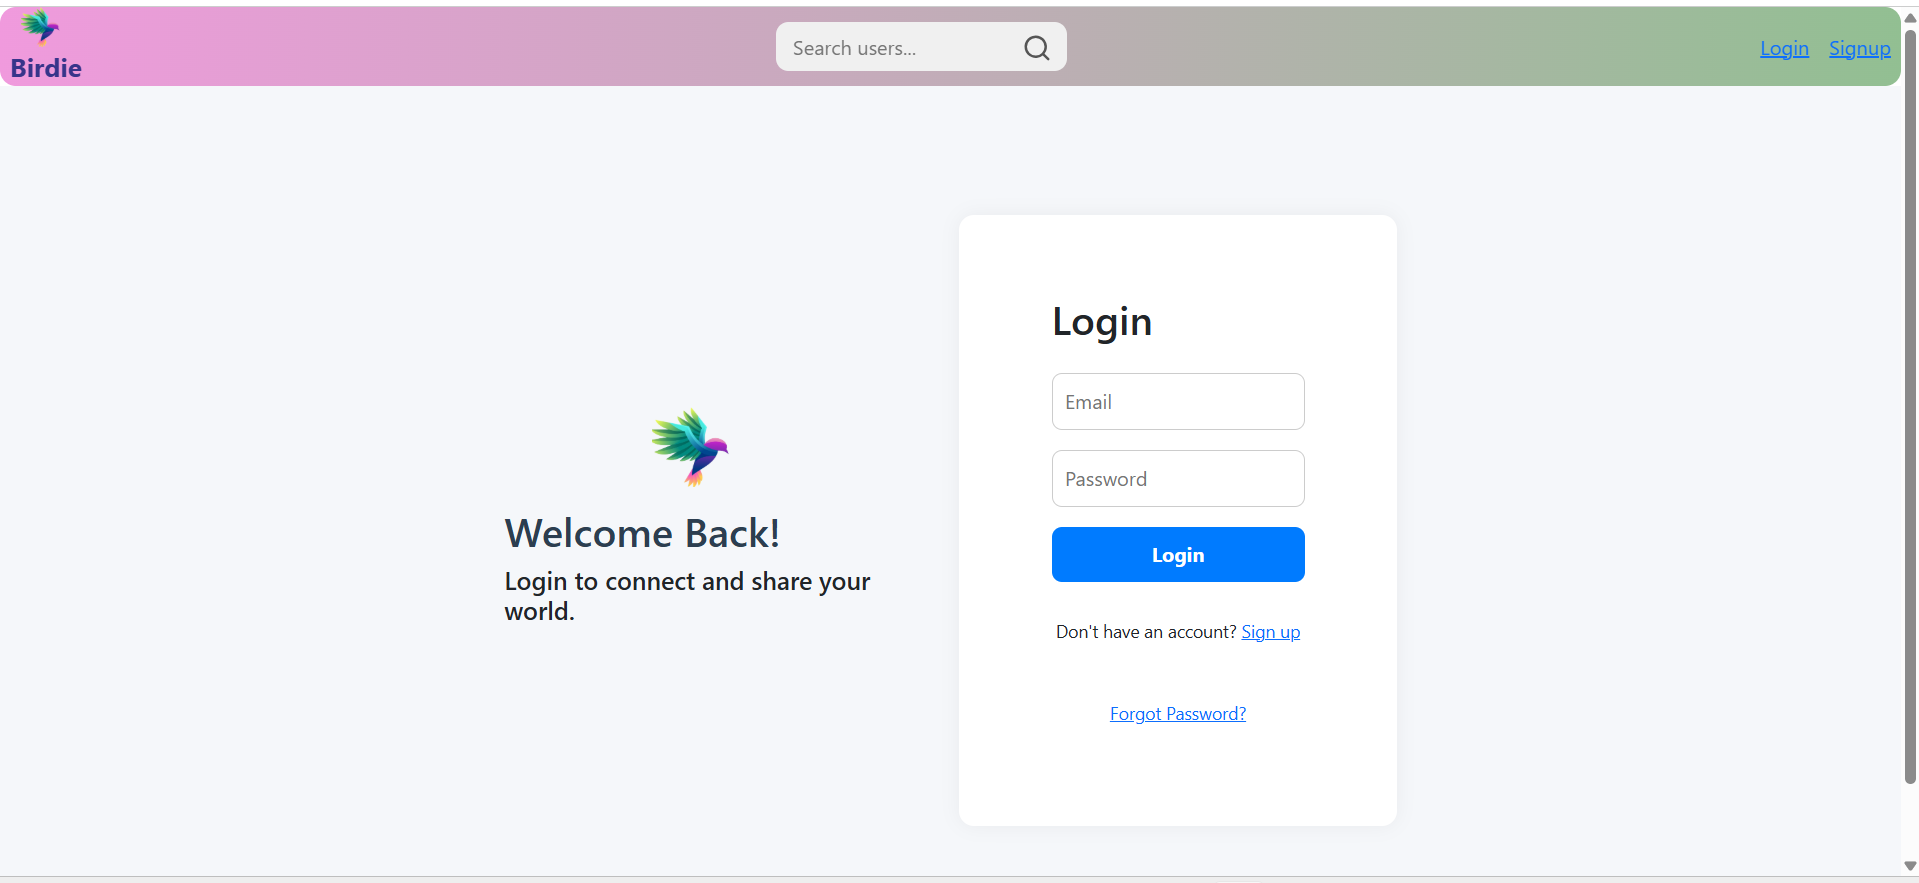 Birdie
Search users...
Login
Signup
Welcome Back!
Login to connect and share your
world.
Login
Email
Password
Login
Don't have an account? Sign up
Forgot Password?